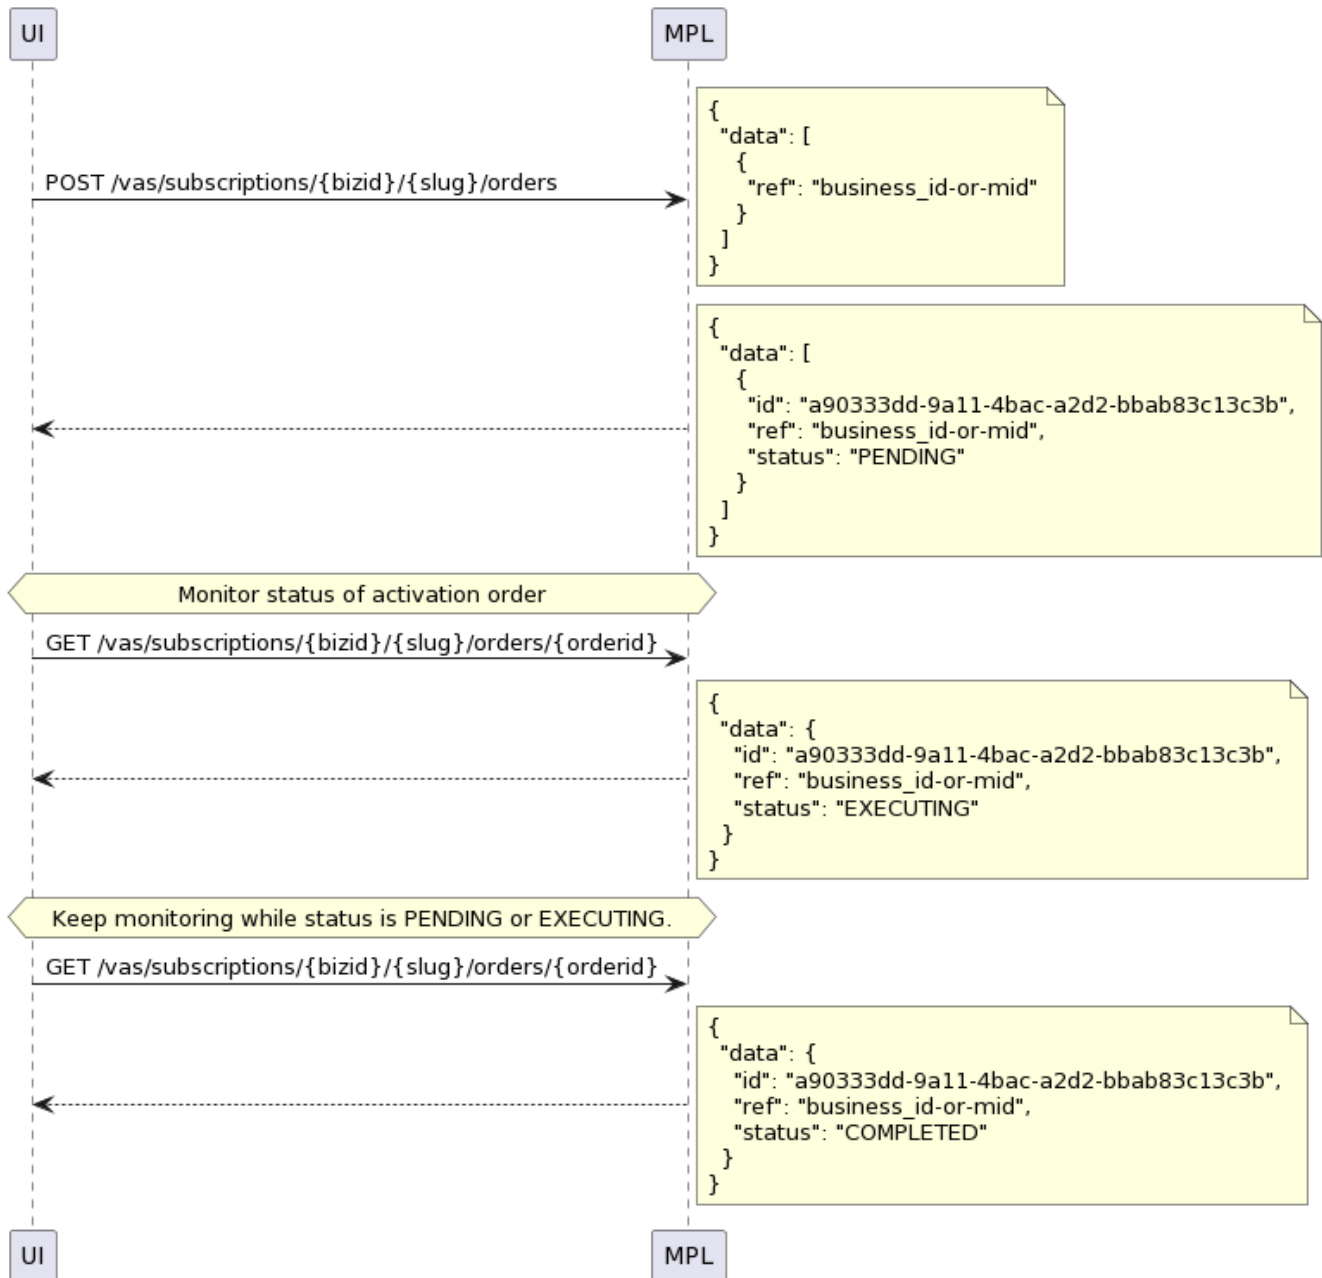 UI
MPL
POST /vas/subscriptions/{bizid}/{slug}/orders
{
"data": [
{
"ref": "business_id-or-mid"
}
]
}
{
"data": [
{
"id": "a90333dd-9a11-4bac-a2d2-bbab83c13c3b",
"ref": "business_id-or-mid",
"status": "PENDING"
}
]
}
Monitor status of activation order
GET /vas/subscriptions/{bizid}/{slug}/orders/{orderid}
{
"data": {
"id": "a90333dd-9a11-4bac-a2d2-bbab83c13c3b",
"ref": "business_id-or-mid",
"status": "EXECUTING"
}
}
Keep monitoring while status is PENDING or EXECUTING.
GET /vas/subscriptions/{bizid}/{slug}/orders/{orderid}
{
"data": {
"id": "a90333dd-9a11-4bac-a2d2-bbab83c13c3b",
"ref": "business_id-or-mid",
"status": "COMPLETED"
}
}
UI
MPL